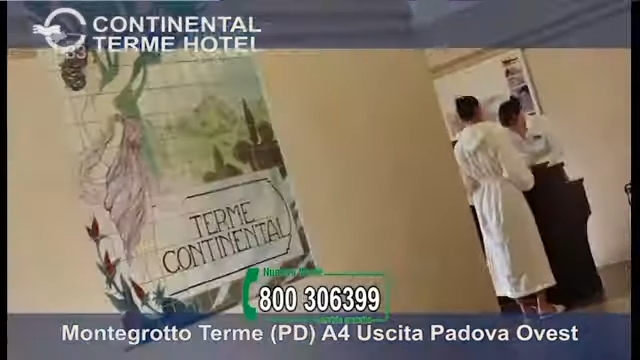 CONTINENTAL
TERME HOTEL
TERME
CONTINENTAL
800 306399
Montegrotto Terme (PD) A4 Uscita Padova Ovest